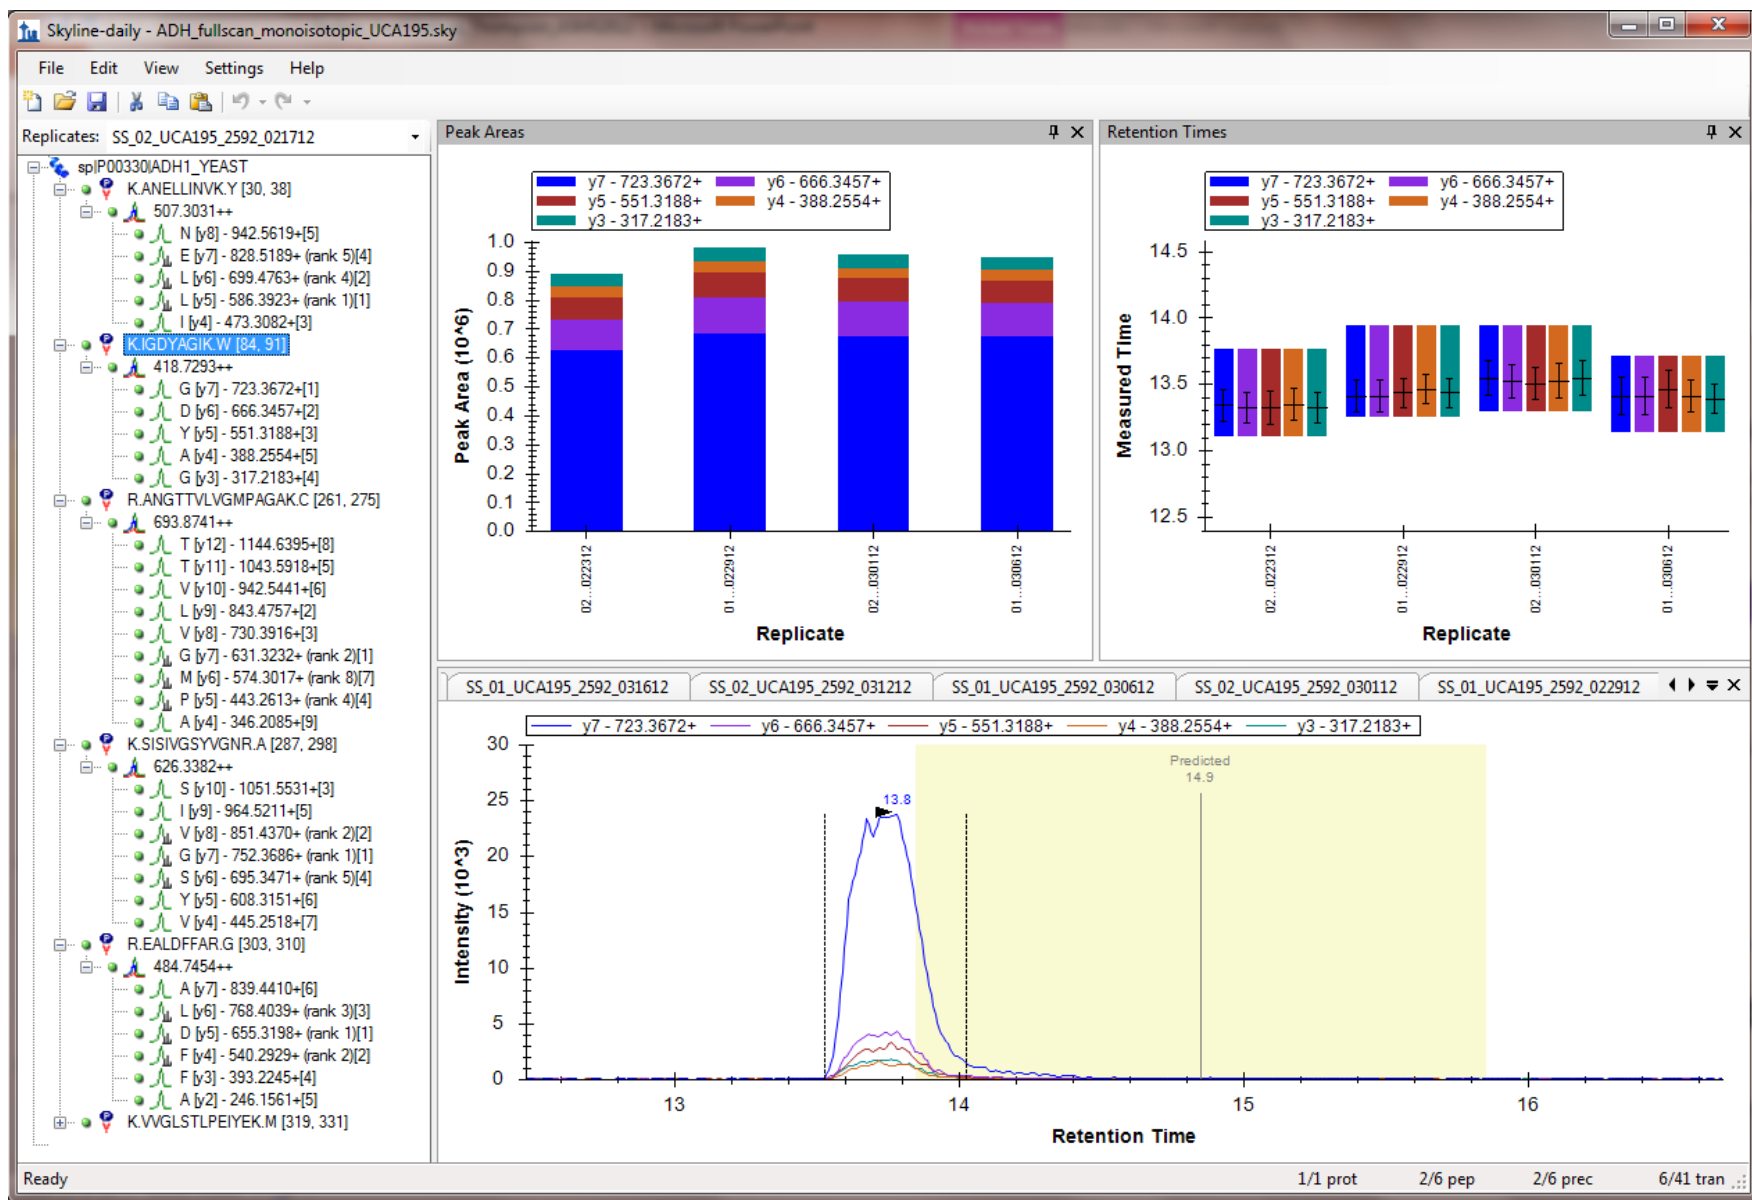 Skyline-daily - ADH_fullscan_monoisotopic_UCA195.sky
File Edit View Settings Help
Replicates: SS_02_UCA195_2592_021712
sp|P00330|ADH1_YEAST
K.ANELLINVK.Y [30, 38]
507.3031++
N [y8] - 942.5619+[5]
E [y7] - 828.5189+ (rank 5)[4]
L [y6] - 699.4763+ (rank 4)[2]
L [y5] - 586.3923+ (rank 1)[1]
I [y4] - 473.3082+[3]
K.IGDYAGIK.W [84, 91]
418.7293++
G [y7] - 723.3672+[1]
D [y6] - 666.3457+[2]
Y [y5] - 551.3188+[3]
A [y4] - 388.2554+[5]
G [y3] - 317.2183+[4]
R.ANGTTVLVGMPAGAK.C [261, 275]
693.8741++
T [y12] - 1144.6395+[8]
T [y11] - 1043.5918+[5]
V [y10] - 942.5441+[6]
L [y9] - 843.4757+[2]
V [y8] - 730.3916+[3]
G [y7] - 631.3232+ (rank 2)[1]
M [y6] - 574.3017+ (rank 8)[7]
P [y5] - 443.2613+ (rank 4)[4]
A [y4] - 346.2085+[9]
K.SISIVGSYVGNR.A [287, 298]
626.3382++
S [y10] - 1051.5531+[3]
I [y9] - 964.5211+[5]
V [y8] - 851.4370+ (rank 2)[2]
G [y7] - 752.3686+ (rank 1)[1]
S [y6] - 695.3471+ (rank 5)[4]
Y [y5] - 608.3151+[6]
V [y4] - 445.2518+[7]
R.EALDFFAR.G [303, 310]
484.7454++
A [y7] - 839.4410+[6]
L [y6] - 768.4039+ (rank 3)[3]
D [y5] - 655.3198+ (rank 1)[1]
F [y4] - 540.2929+ (rank 2)[2]
F [y3] - 393.2245+[4]
A [y2] - 246.1561+[5]
K.VVGLSTLPEIYEK.M [319, 331]
Peak Areas
y7 - 723.3672+ y6 - 666.3457+
y5 - 551.3188+ y4 - 388.2554+
y3 - 317.2183+
Peak Area (10^6)
1.0
0.9
0.8
0.7
0.6
0.5
0.4
0.3
0.2
0.1
0.0
02...022312
01...022912
02...030112
01...030612
Replicate
Retention Times
y7 - 723.3672+ y6 - 666.3457+
y5 - 551.3188+ y4 - 388.2554+
y3 - 317.2183+
Measured Time
14.5
14.0
13.5
13.0
12.5
02...022312
01...022912
02...030112
01...030612
Replicate
SS_01_UCA195_2592_031612 SS_02_UCA195_2592_031212 SS_01_UCA195_2592_030612 SS_02_UCA195_2592_030112 SS_01_UCA195_2592_022912
y7 - 723.3672+ y6 - 666.3457+ y5 - 551.3188+ y4 - 388.2554+ y3 - 317.2183+
Intensity (10^3)
30
25
20
15
10
5
0
13.8
Predicted
14.9
13 14 15 16
Retention Time
Ready 1/1 prot 2/6 pep 2/6 prec 6/41 tran